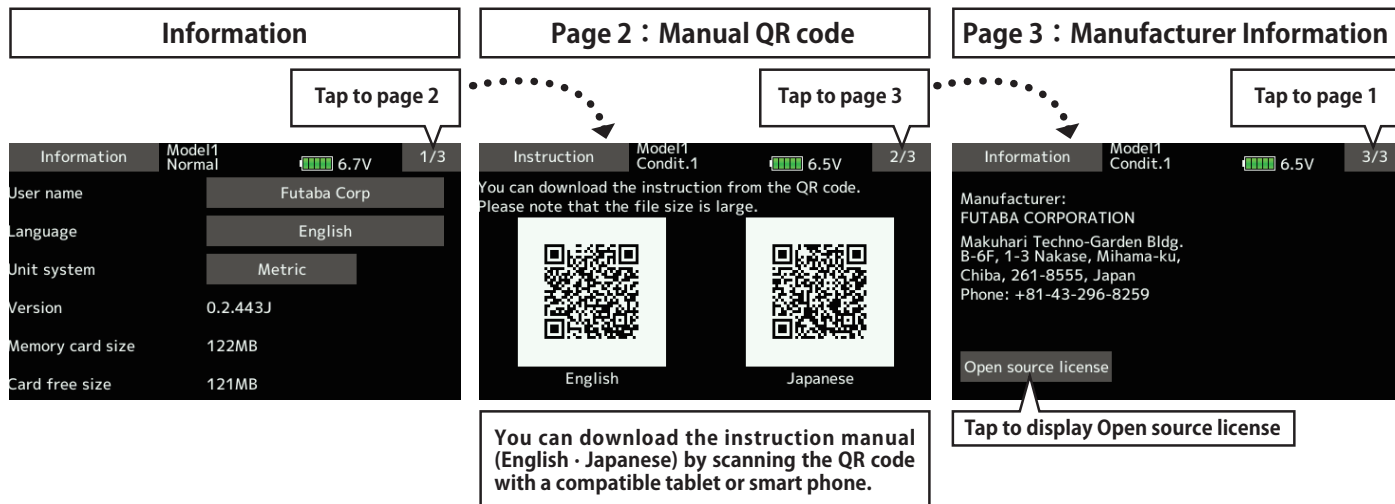 Information
Page 2：Manual QR code
Page 3：Manufacturer Information
Tap to page 2
Tap to page 3
Tap to page 1
Information
Model1
Normal
6.7V
1/3
User name
Futaba Corp
Language
English
Unit system
Metric
Version
0.2.443J
Memory card size
122MB
Card free size
121MB
Instruction
Model1
Condit.1
6.5V
2/3
You can download the instruction from the QR code.
Please note that the file size is large.
English
Japanese
You can download the instruction manual
(English · Japanese) by scanning the QR code
with a compatible tablet or smart phone.
Information
Model1
Condit.1
6.5V
3/3
Manufacturer:
FUTABA CORPORATION
Makuhari Techno-Garden Bldg.
B-6F, 1-3 Nakase, Mihama-ku,
Chiba, 261-8555, Japan
Phone: +81-43-296-8259
Open source license
Tap to display Open source license